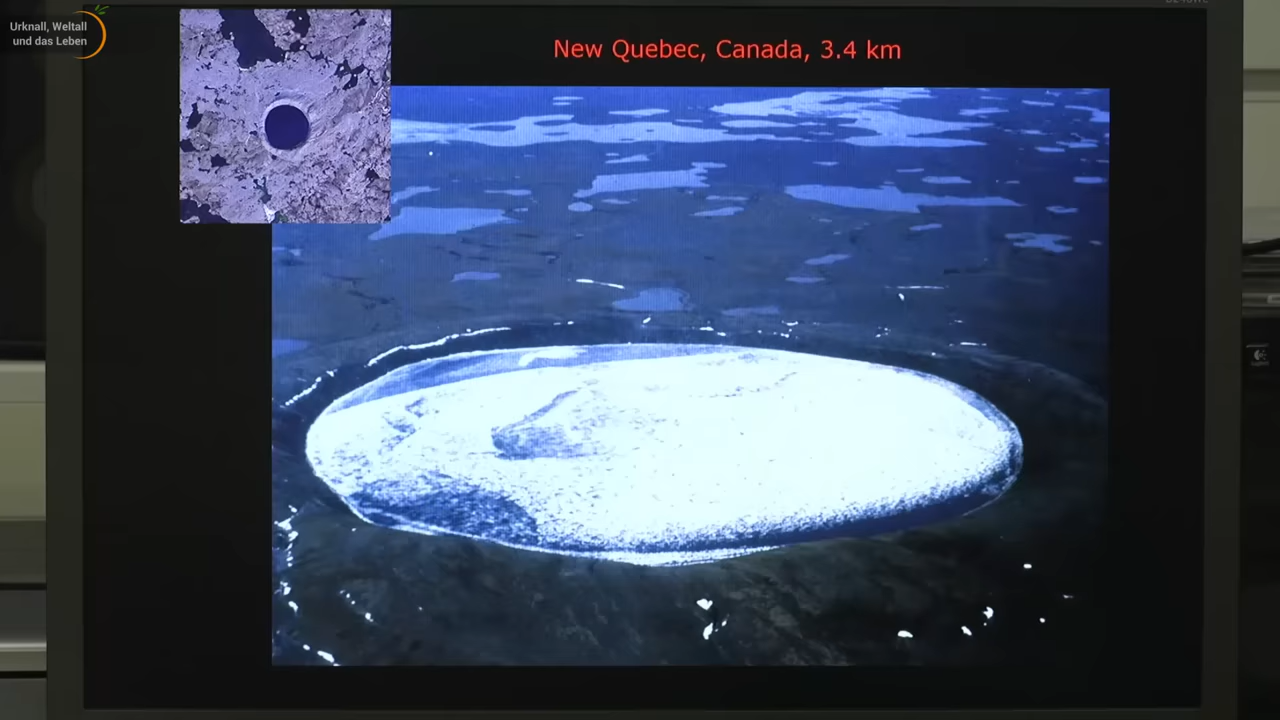 Urknall, Weltall
und das Leben
New Quebec, Canada, 3.4 km